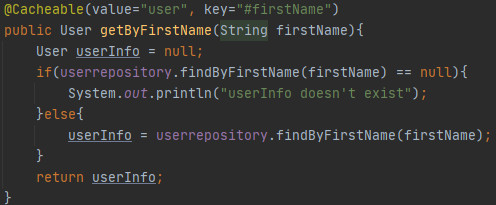 @Cacheable(value="user", key="#firstName")
public User getByFirstName(String firstName){
    User userInfo = null;
    if(userrepository.findByFirstName(firstName) == null){
        System.out.println("userInfo doesn't exist");
    }else{
        userInfo = userrepository.findByFirstName(firstName);
    }
    return userInfo;
}